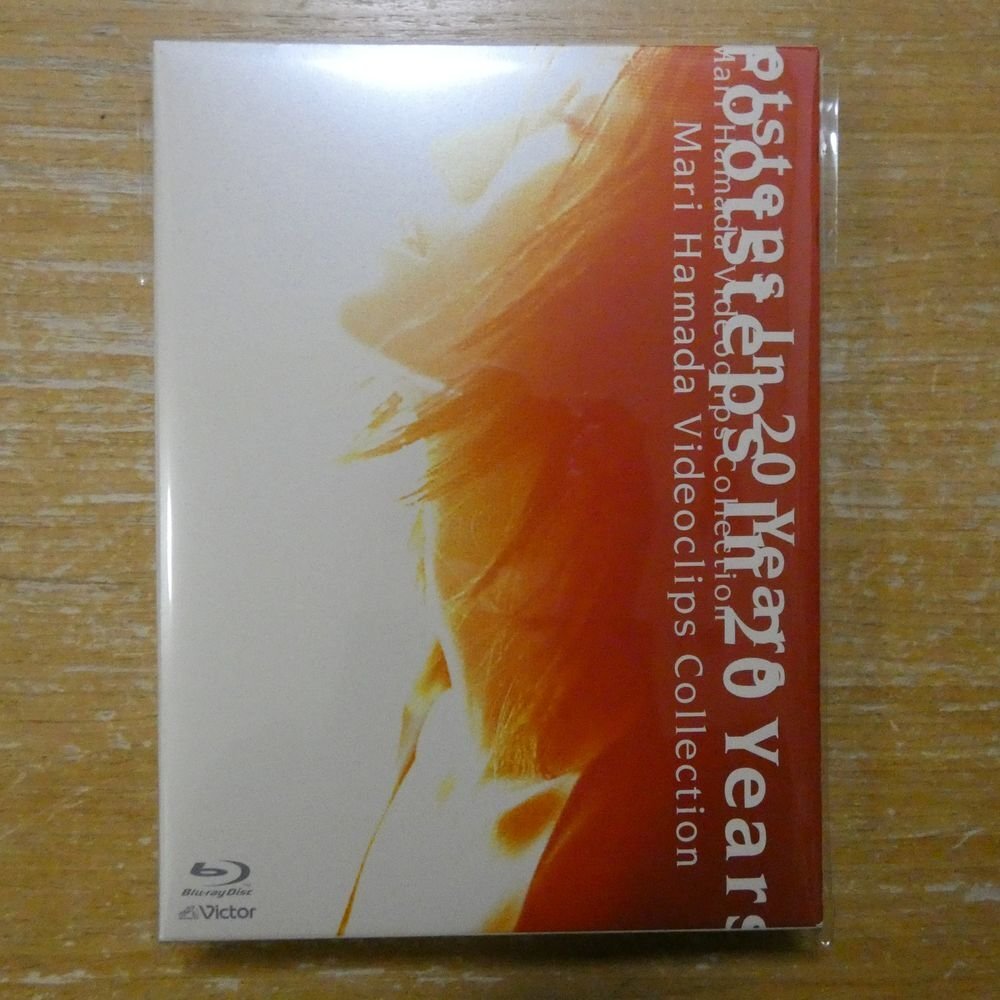 Footsteps In 20 Years
Footsteps In 20 Years
Mari Hamada Videoclips Collection
Mari Hamada Videoclips Collection
Blu-ray Disc
Victor